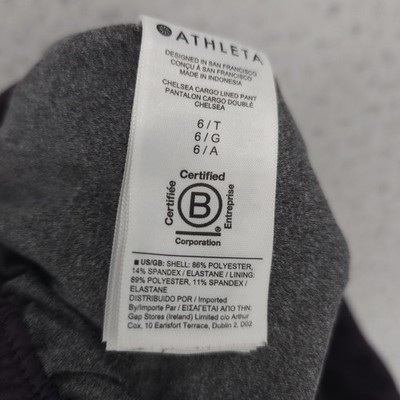 ATHLETA
DESIGNED IN SAN FRANCISCO
CONÇU À SAN FRANCISCO
MADE IN INDONESIA
CHELSEA CARGO LINED PANT
PANTALON CARGO DOUBLÉ
CHELSEA
6 / T
6 / G
6 / A
Certified
Certifiée
B
Entreprise
®
Corporation
■ US/GB: SHELL: 86% POLYESTER,
14% SPANDEX / ELASTANE / LINING:
89% POLYESTER, 11% SPANDEX /
ELASTANE
DISTRIBUIDO POR / Imported
By/Importe Par / ΕΙΣΑΓΕΤΑΙ ΑΠΟ ΤΗΝ
Gap Stores (Ireland) Limited c/o Arthur
Cox, 10 Earlsfort Terrace, Dublin 2, D02